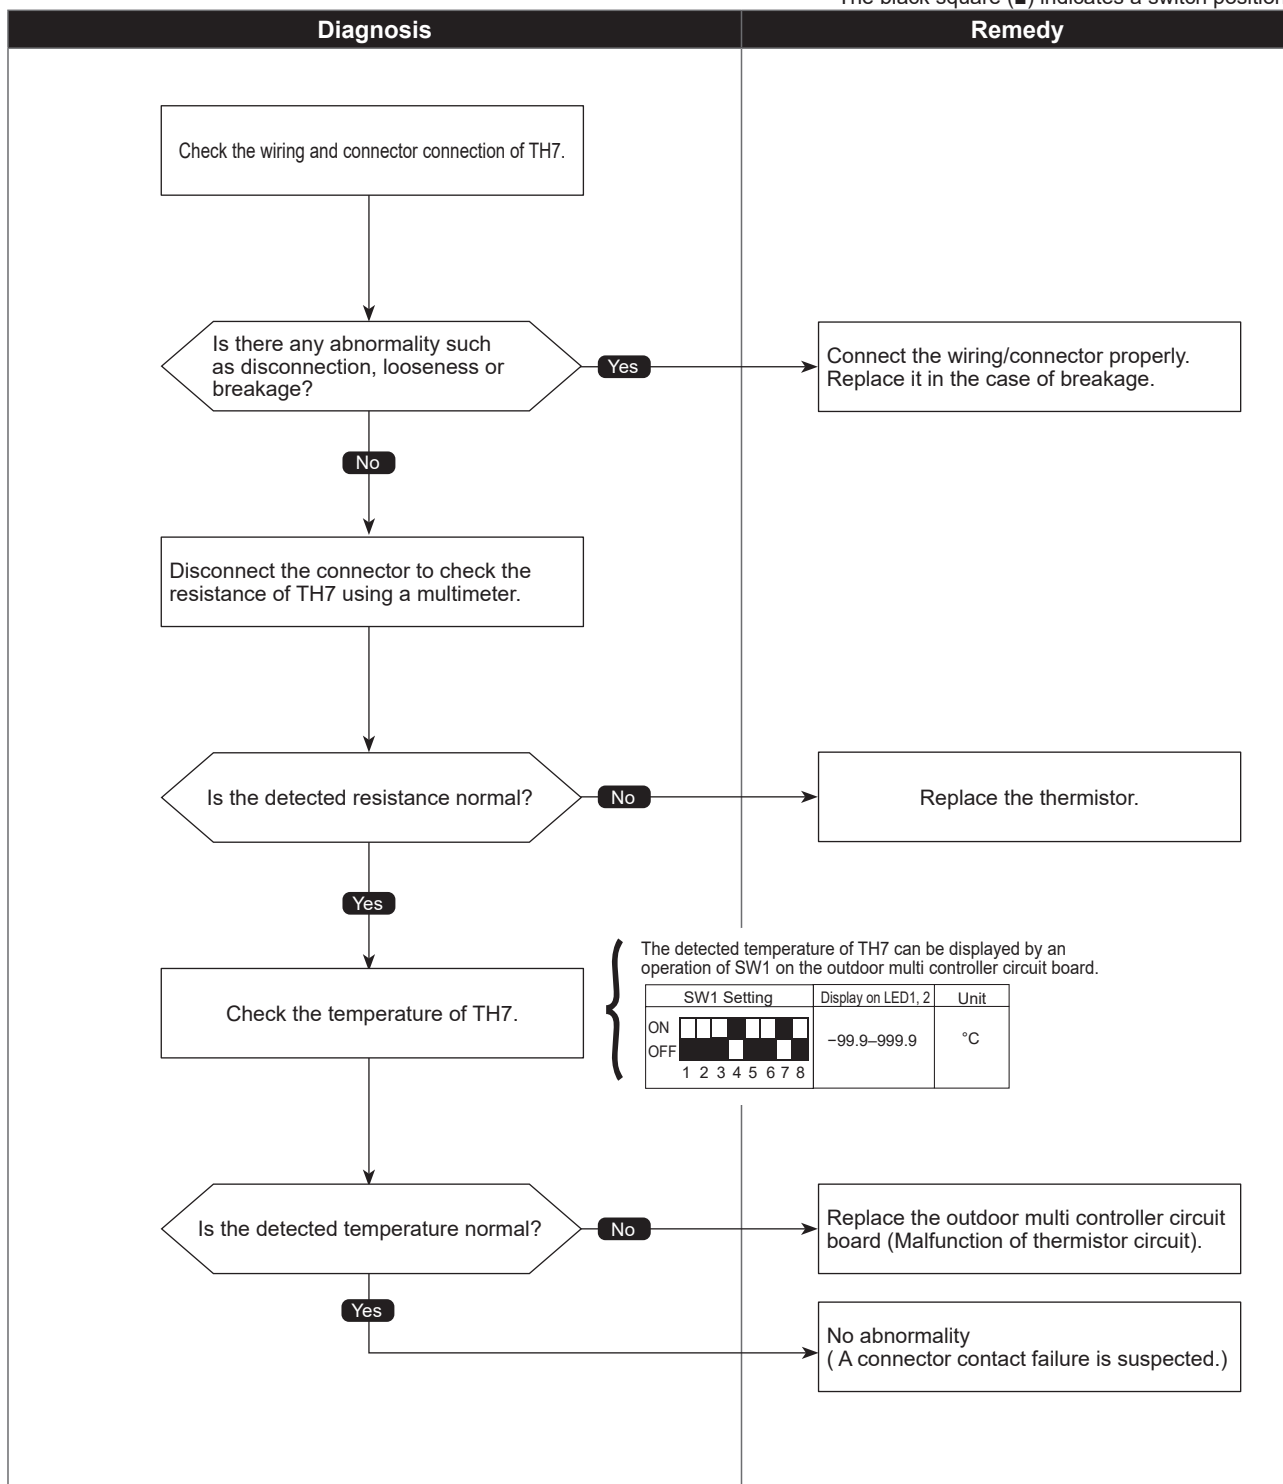 The black square (■) indicates a switch position
Diagnosis
Remedy
Check the wiring and connector connection of TH7.
Is there any abnormality such
as disconnection, looseness or
breakage?
Yes
Connect the wiring/connector properly.
Replace it in the case of breakage.
No
Disconnect the connector to check the
resistance of TH7 using a multimeter.
Is the detected resistance normal?
No
Replace the thermistor.
Yes
The detected temperature of TH7 can be displayed by an
operation of SW1 on the outdoor multi controller circuit board.
Check the temperature of TH7.
SW1 Setting
Display on LED1, 2
Unit
ON
OFF
1 2 3 4 5 6 7 8
−99.9–999.9
°C
Is the detected temperature normal?
No
Replace the outdoor multi controller circuit
board (Malfunction of thermistor circuit).
Yes
No abnormality
( A connector contact failure is suspected.)